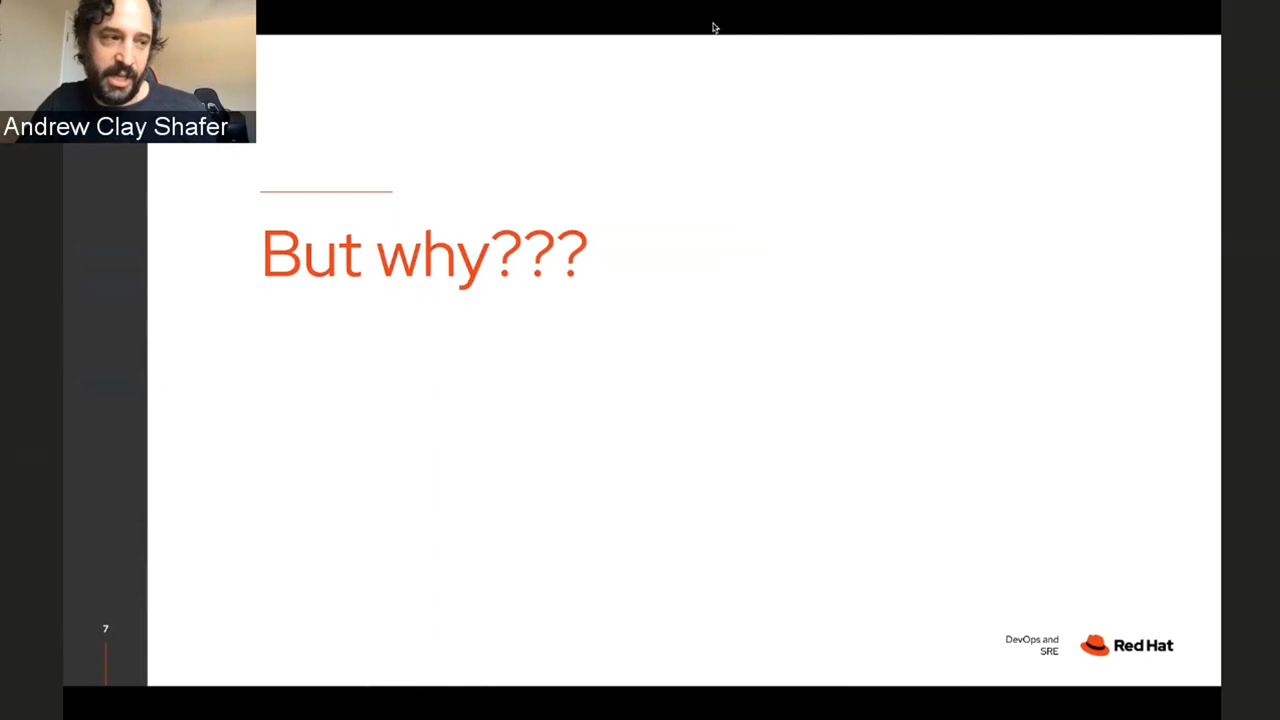 Andrew Clay Shafer
But why???
7
DevOps and
SRE
Red Hat